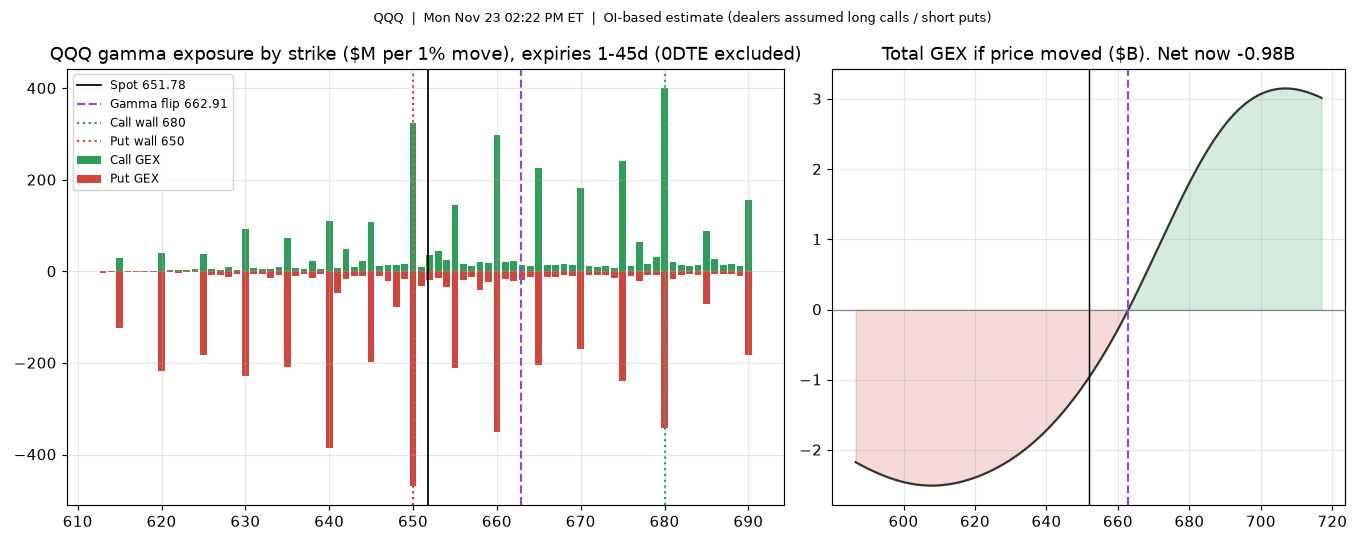 QQQ | Mon Nov 23 02:22 PM ET | OI-based estimate (dealers assumed long calls / short puts)
QQQ gamma exposure by strike ($M per 1% move), expiries 1-45d (0DTE excluded)
Spot 651.78
Gamma flip 662.91
Call wall 680
Put wall 650
Call GEX
Put GEX
400
200
0
−200
−400
610 620 630 640 650 660 670 680 690
Total GEX if price moved ($B). Net now -0.98B
3
2
1
0
−1
−2
600 620 640 660 680 700 720